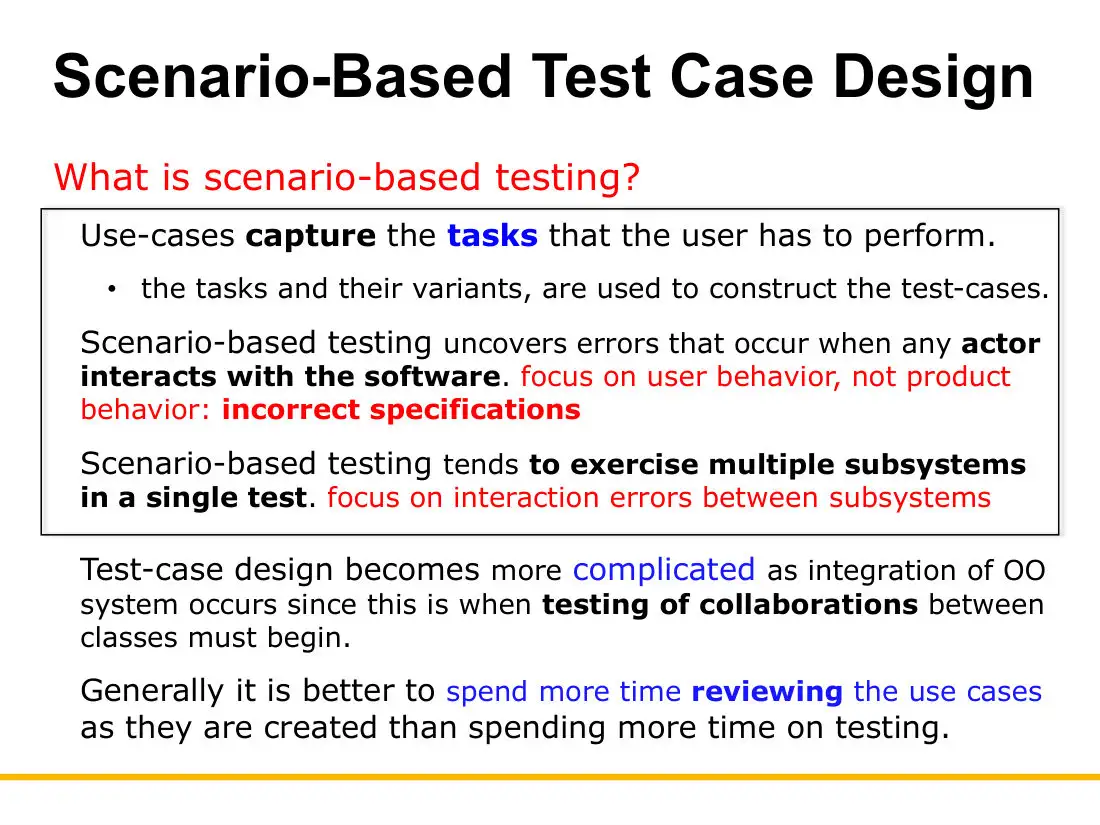 Scenario-Based Test Case Design
What is scenario-based testing?
Use-cases capture the tasks that the user has to perform.
• the tasks and their variants, are used to construct the test-cases.
Scenario-based testing uncovers errors that occur when any actor
interacts with the software. focus on user behavior, not product
behavior: incorrect specifications
Scenario-based testing tends to exercise multiple subsystems
in a single test. focus on interaction errors between subsystems
Test-case design becomes more complicated as integration of OO
system occurs since this is when testing of collaborations between
classes must begin.
Generally it is better to spend more time reviewing the use cases
as they are created than spending more time on testing.